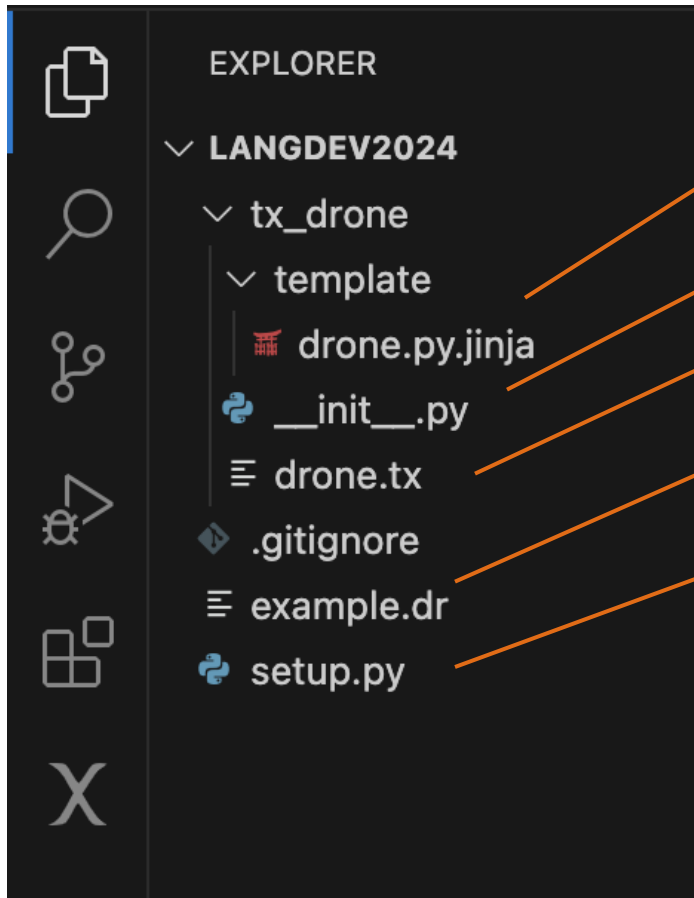 EXPLORER
LANGDEV2024
tx_drone
template
drone.py.jinja
__init__.py
drone.tx
.gitignore
example.dr
setup.py